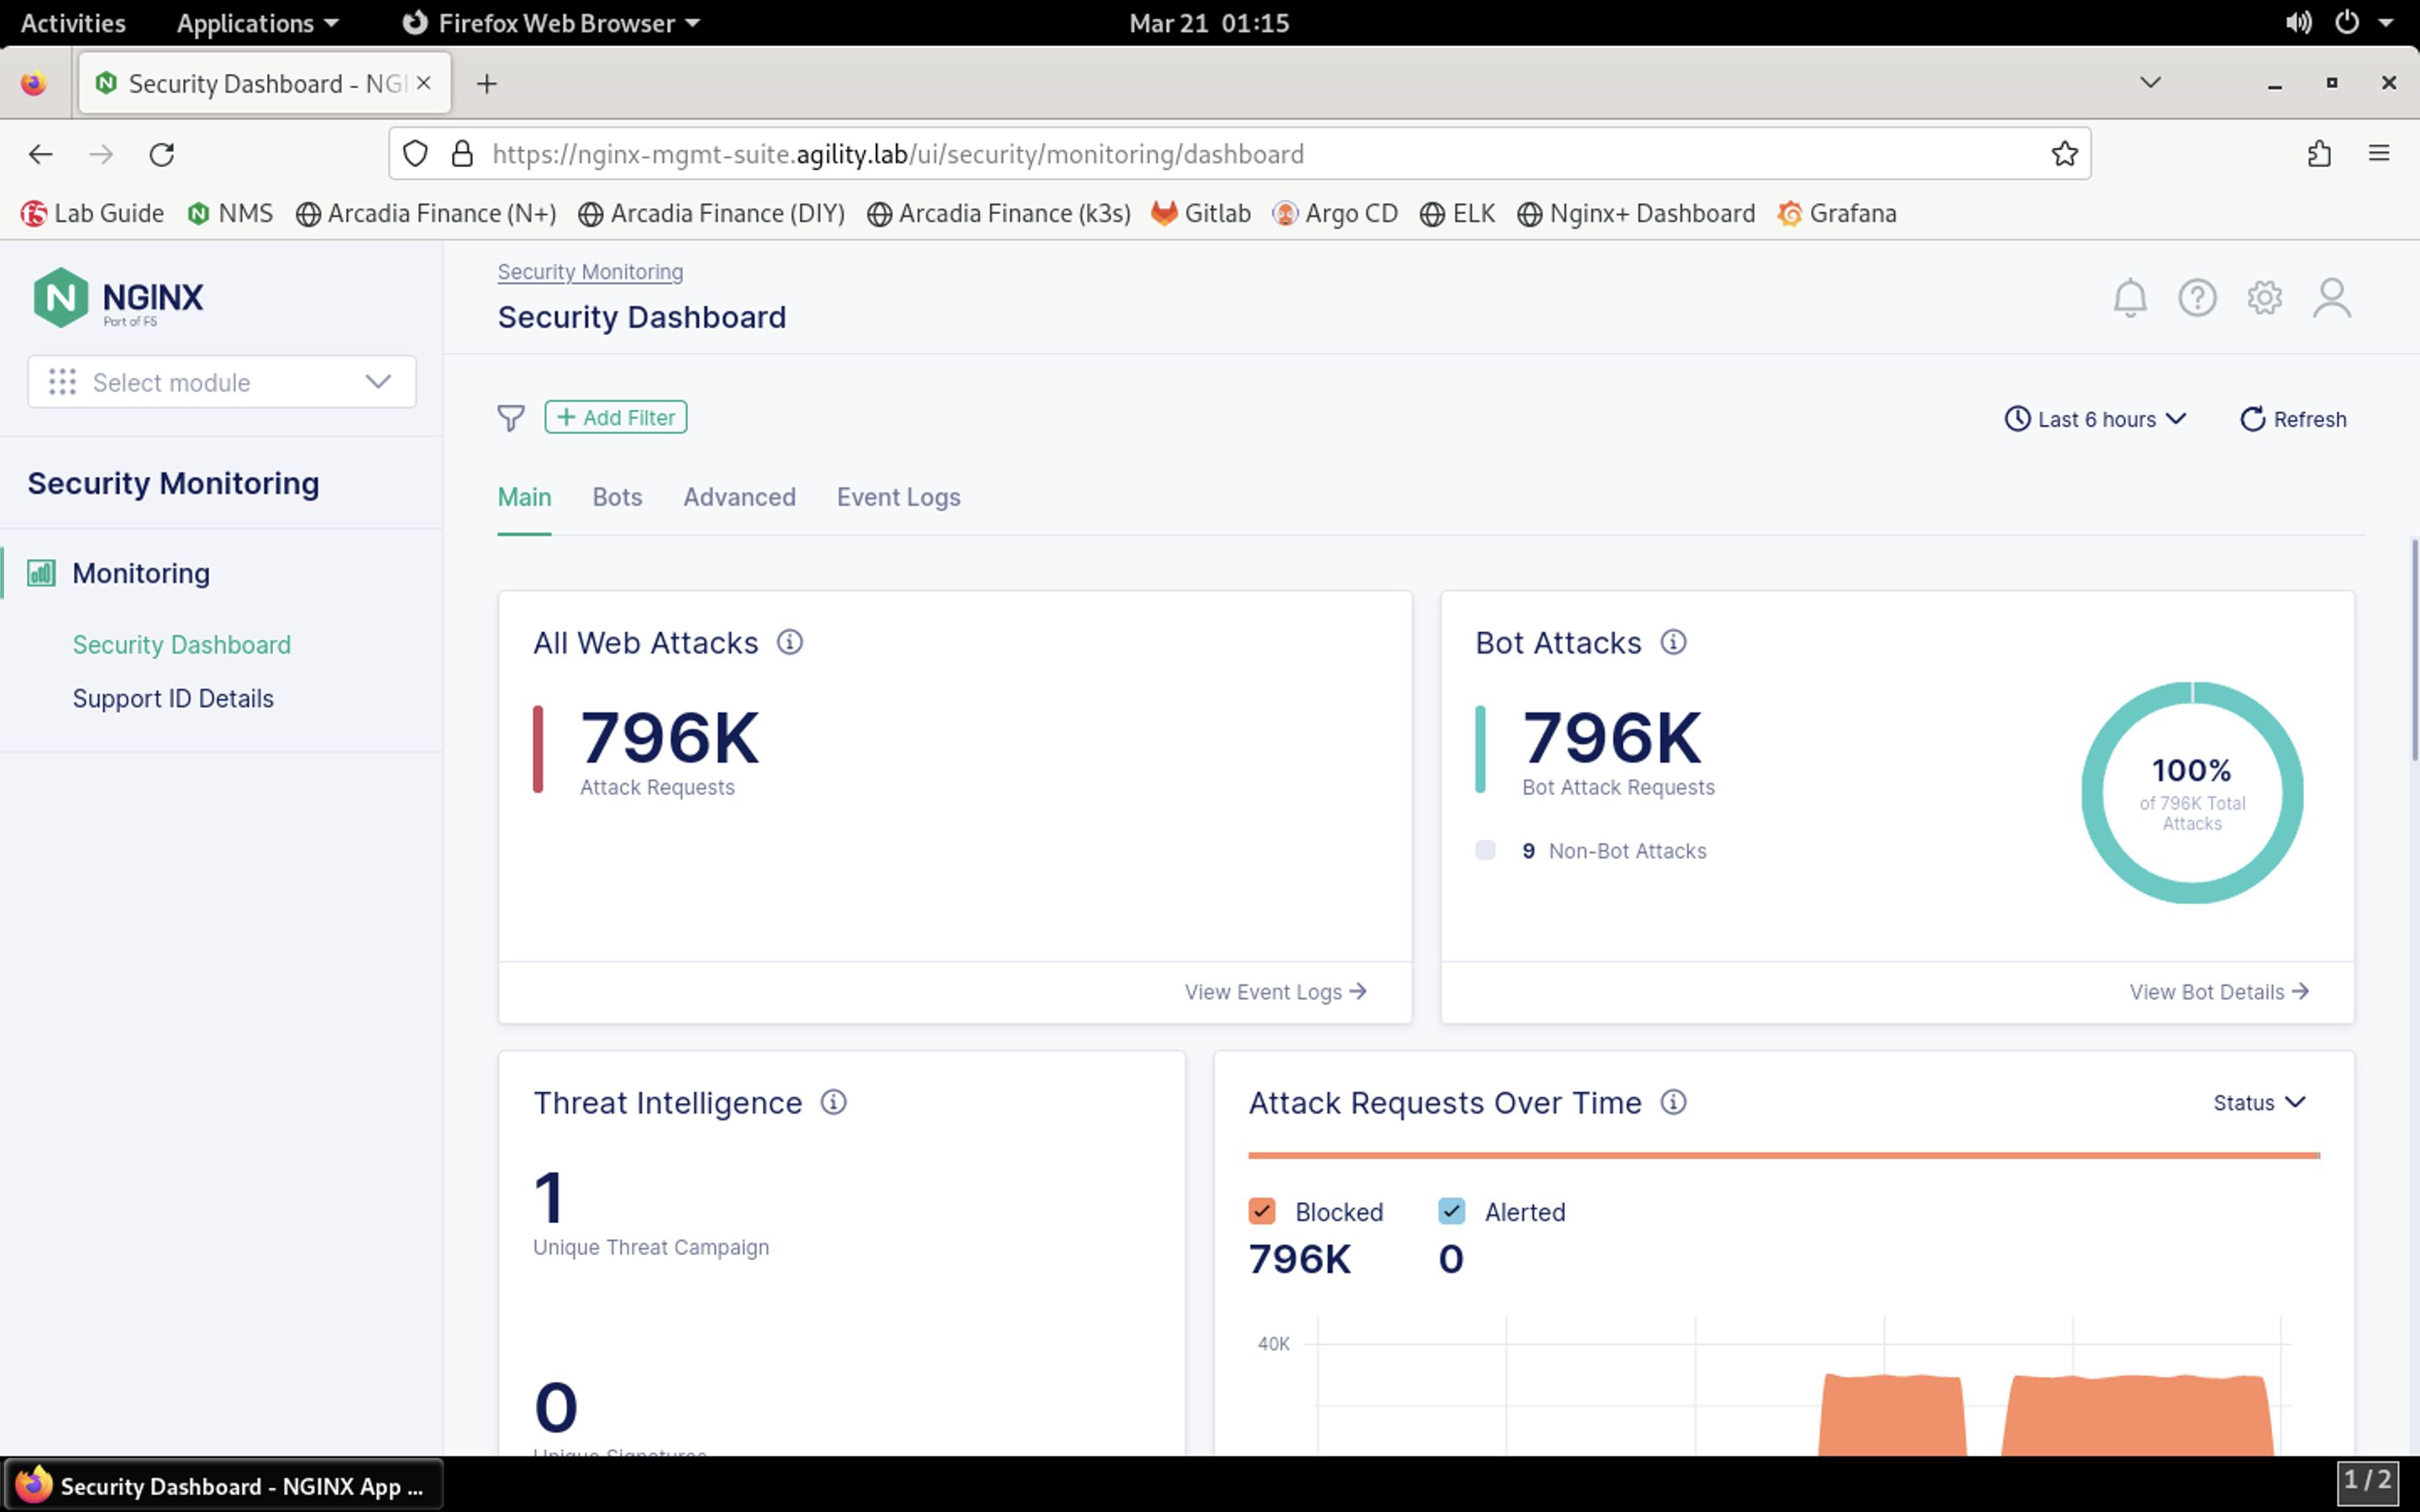 Activities Applications Firefox Web Browser Mar 21 01:15
Security Dashboard - NGI
https://nginx-mgmt-suite.agility.lab/ui/security/monitoring/dashboard
Lab Guide NMS Arcadia Finance (N+) Arcadia Finance (DIY) Arcadia Finance (k3s) Gitlab Argo CD ELK Nginx+ Dashboard Grafana
NGINX
Part of F5
Select module
Security Monitoring
Monitoring
Security Dashboard
Support ID Details
Security Monitoring
Security Dashboard
+ Add Filter
Last 6 hours Refresh
Main Bots Advanced Event Logs
All Web Attacks
796K
Attack Requests
View Event Logs →
Bot Attacks
796K
Bot Attack Requests
9 Non-Bot Attacks
100%
of 796K Total
Attacks
View Bot Details →
Threat Intelligence
1
Unique Threat Campaign
0
Unique Signatures
Attack Requests Over Time
Status
Blocked Alerted
796K 0
40K
Security Dashboard - NGINX App ...
1 / 2